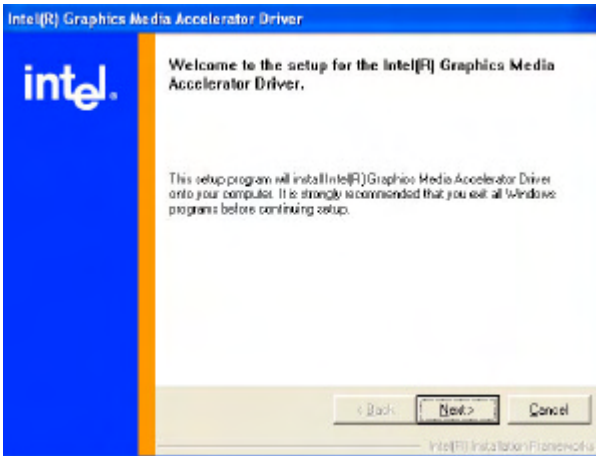 Intel(R) Graphics Media Accelerator Driver
intel.
Welcome to the setup for the Intel(R) Graphics Media
Accelerator Driver.
This setup program will install Intel(R) Graphics Media Accelerator Driver
onto your computer. It is strongly recommended that you exit all Windows
programs before continuing setup.
< Back
Next >
Cancel
Intel(R) Installation Frameworks